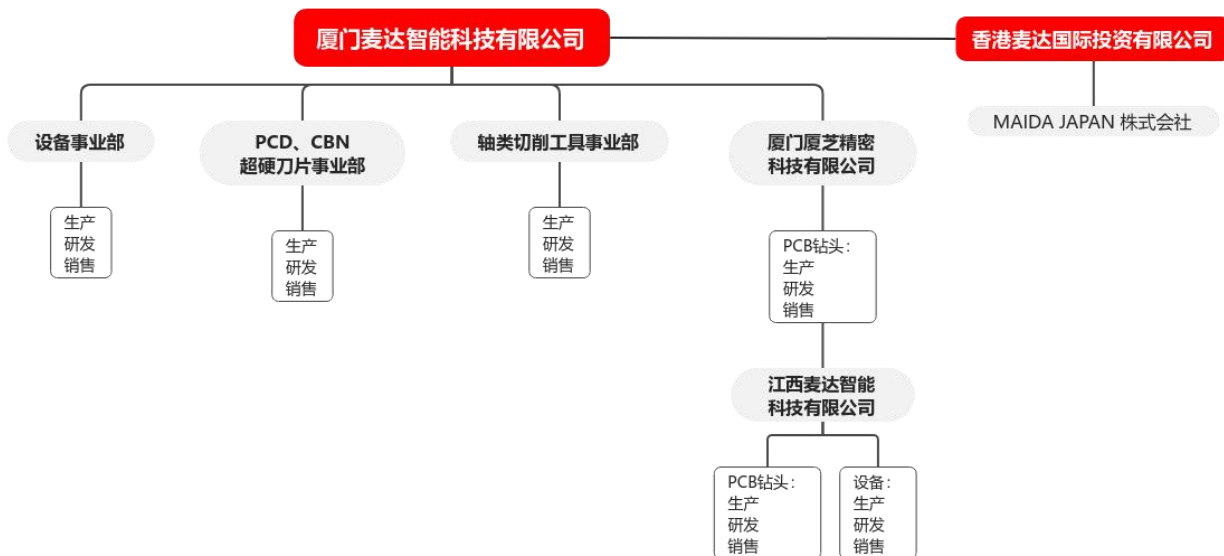 厦门麦达智能科技有限公司
香港麦达国际投资有限公司
设备事业部
生产
研发
销售
PCD、CBN
超硬刀片事业部
生产
研发
销售
轴类切削工具事业部
生产
研发
销售
厦门厦芝精密
科技有限公司
PCB钻头：
生产
研发
销售
江西麦达智能
科技有限公司
PCB钻头：
生产
研发
销售
设备：
生产
研发
销售
MAIDA JAPAN 株式会社